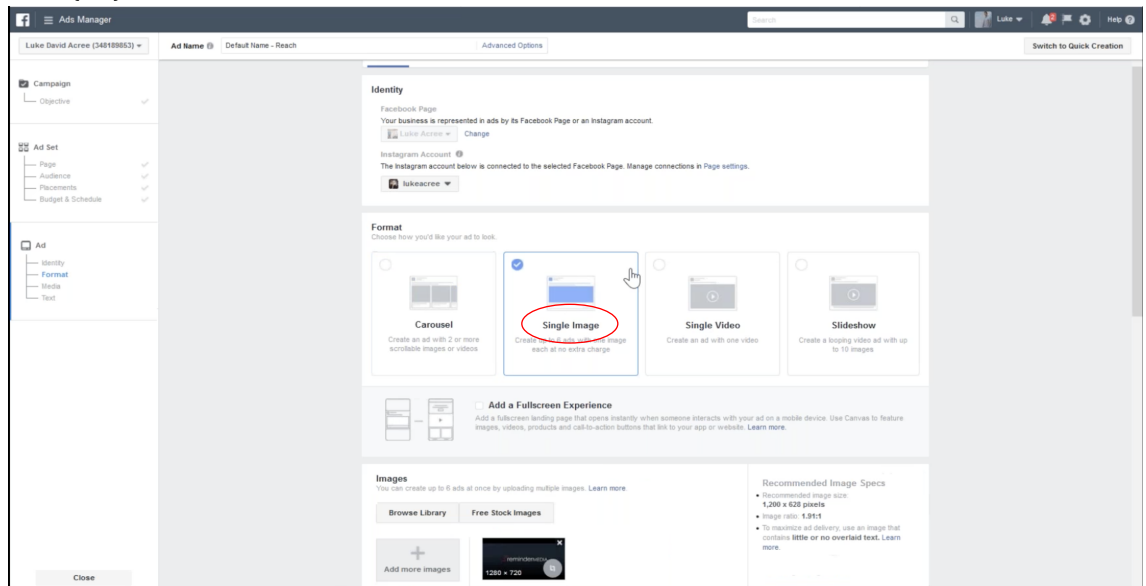 f Ads Manager Search Luke Help
Luke David Acree (348189853) Ad Name Default Name - Reach Advanced Options Switch to Quick Creation
Campaign
Objective
Ad Set
Page
Audience
Placements
Budget & Schedule
Ad
Identity
Format
Media
Text
Close
Identity
Facebook Page
Your business is represented in ads by its Facebook Page or an Instagram account.
Luke Acree Change
Instagram Account
The Instagram account below is connected to the selected Facebook Page. Manage connections in Page settings.
lukeacree
Format
Choose how you'd like your ad to look.
Carousel
Create an ad with 2 or more
scrollable images or videos
Single Image
Create up to 6 ads with one image
each at no extra charge
Single Video
Create an ad with one video
Slideshow
Create a looping video ad with up
to 10 images
Add a Fullscreen Experience
Add a fullscreen landing page that opens instantly when someone interacts with your ad on a mobile device. Use Canvas to feature
images, videos, products and call-to-action buttons that link to your app or website. Learn more.
Images
You can create up to 6 ads at once by uploading multiple images. Learn more
Browse Library Free Stock Images
Add more images
1280 × 720
Recommended Image Specs
• Recommended image size:
1,200 x 628 pixels
• Image ratio: 1.91:1
• To maximize ad delivery, use an image that
contains little or no overlaid text. Learn
more.